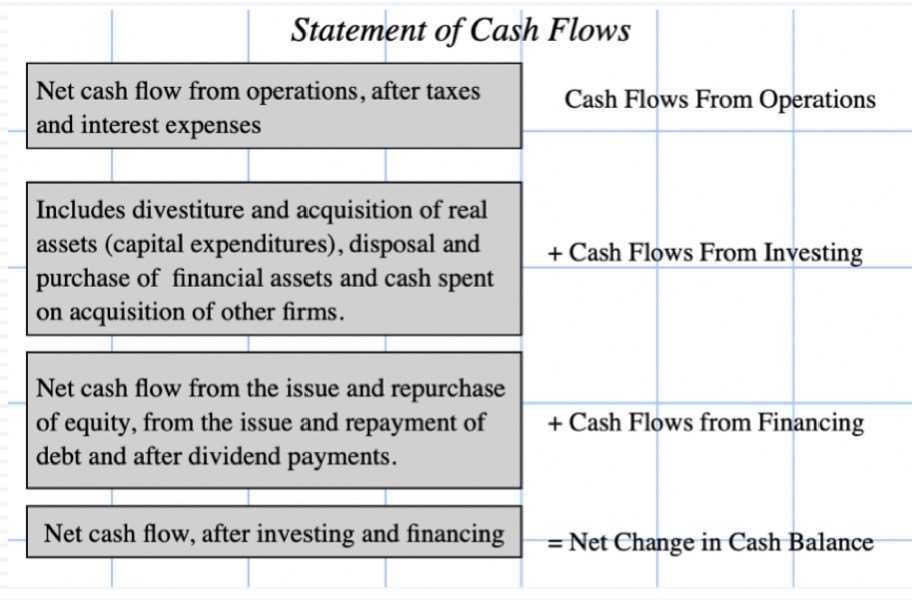 Statement of Cash Flows
Net cash flow from operations, after taxes
and interest expenses
Cash Flows From Operations
Includes divestiture and acquisition of real
assets (capital expenditures), disposal and
purchase of financial assets and cash spent
on acquisition of other firms.
+ Cash Flows From Investing
Net cash flow from the issue and repurchase
of equity, from the issue and repayment of
debt and after dividend payments.
+ Cash Flows from Financing
Net cash flow, after investing and financing
= Net Change in Cash Balance